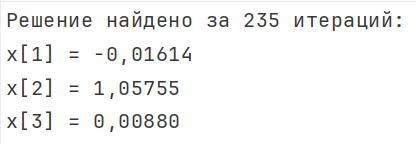 Решение найдено за 235 итераций:
x[1] = -0,01614
x[2] = 1,05755
x[3] = 0,00880